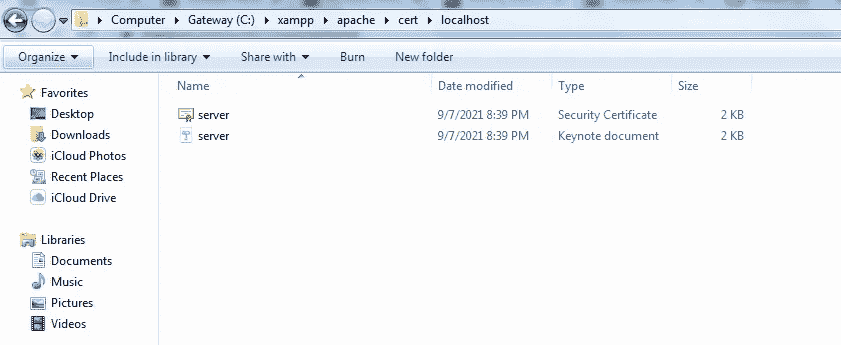 Computer Gateway (C:) xampp apache cert localhost
Organize Include in library Share with Burn New folder
Favorites
Desktop
Downloads
iCloud Photos
Recent Places
iCloud Drive
Libraries
Documents
Music
Pictures
Videos
Name Date modified Type Size
server 9/7/2021 8:39 PM Security Certificate 2 KB
server 9/7/2021 8:39 PM Keynote document 2 KB